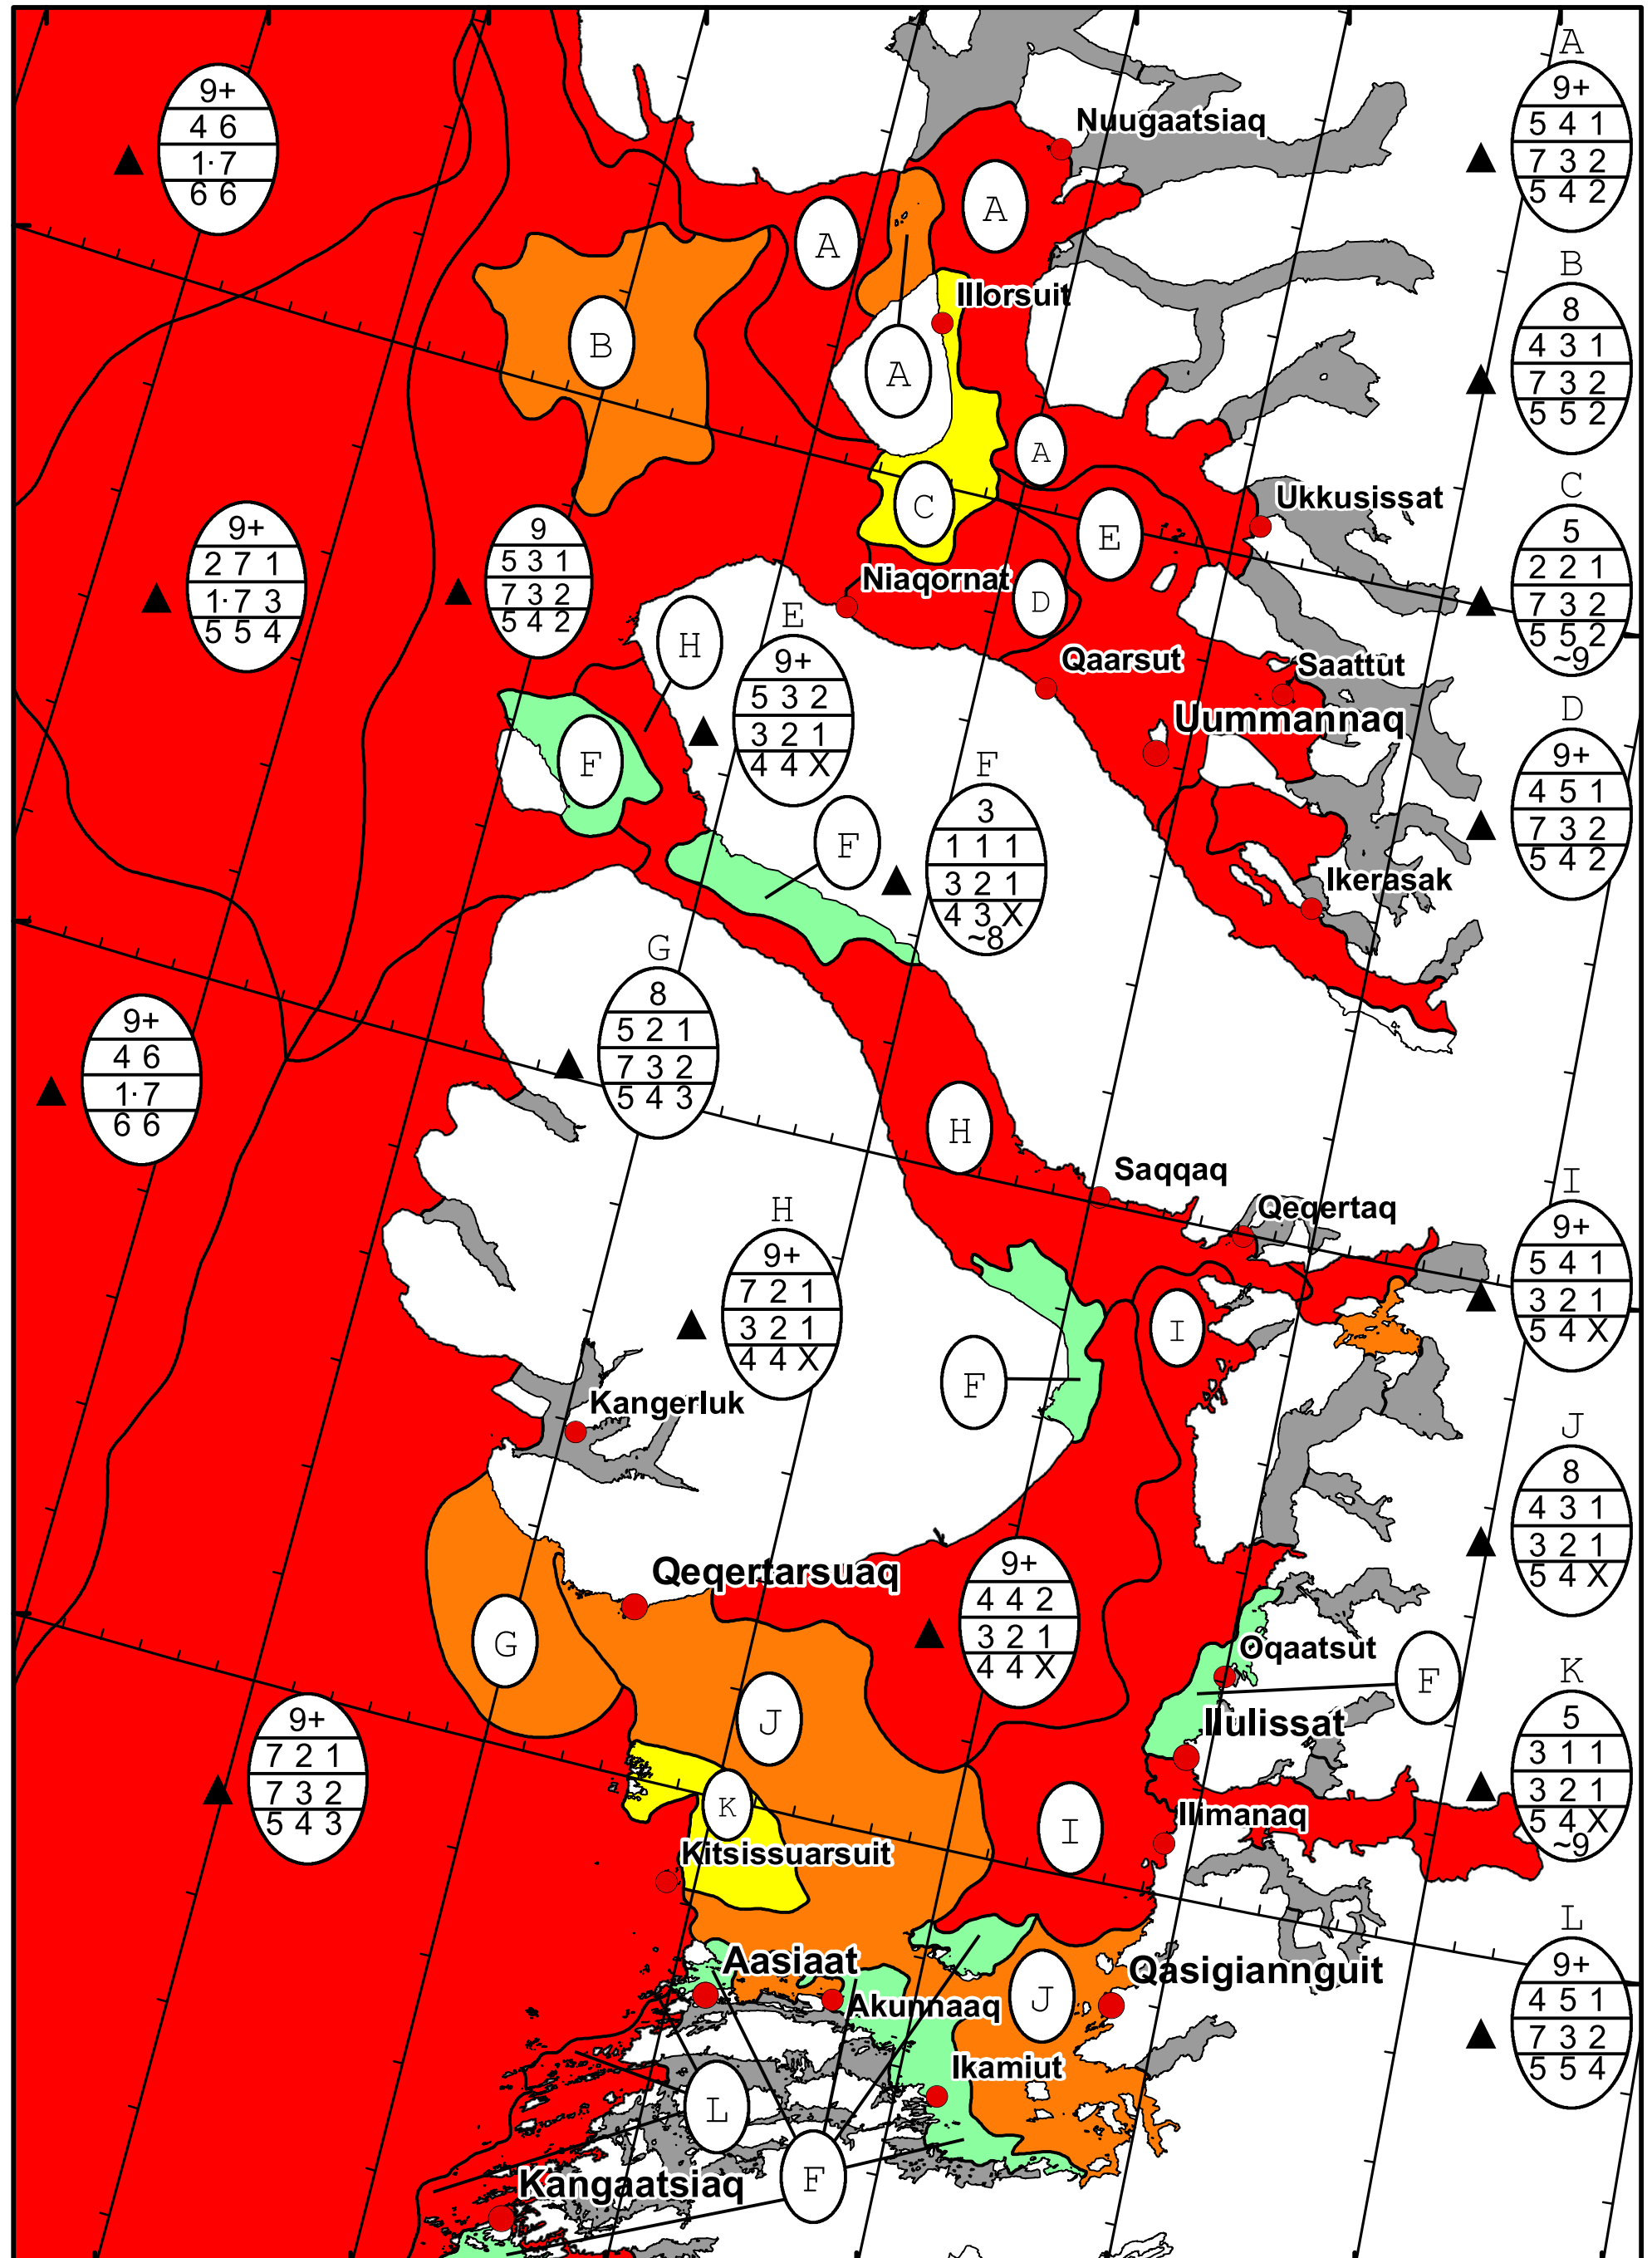 A
9+
5 4 1
7 3 2
5 4 2
9+
4 6
1· 7
6 6
Nuugaatsiaq
A
A
B
8
4 3 1
7 3 2
5 5 2
Illorsuit
B
A
A
C
5
2 2 1
7 3 2
5 5 2
~9
Ukkusissat
C
E
9+
2 7 1
1· 7 3
5 5 4
9
5 3 1
7 3 2
5 4 2
Niaqornat
D
H
E
9+
5 3 2
3 2 1
4 4 X
Qaarsut
Saattut
Uummannaq
D
9+
4 5 1
7 3 2
5 4 2
F
F
F
3
1 1 1
3 2 1
4 3 X
~8
Ikerasak
G
8
5 2 1
7 3 2
5 4 3
9+
4 6
1· 7
6 6
H
Saqqaq
Qeqertaq
I
9+
5 4 1
3 2 1
5 4 X
H
9+
7 2 1
3 2 1
4 4 X
I
F
Kangerluk
J
8
4 3 1
3 2 1
5 4 X
Qeqertarsuaq
9+
4 4 2
3 2 1
4 4 X
G
Oqaatsut
F
K
5
3 1 1
3 2 1
5 4 X
~9
J
Ilulissat
9+
7 2 1
7 3 2
5 4 3
K
I
Ilimanaq
Kitsissuarsuit
L
9+
4 5 1
7 3 2
5 5 4
Aasiaat
Qasigiannguit
Akunnaaq
J
Ikamiut
L
F
Kangaatsiaq